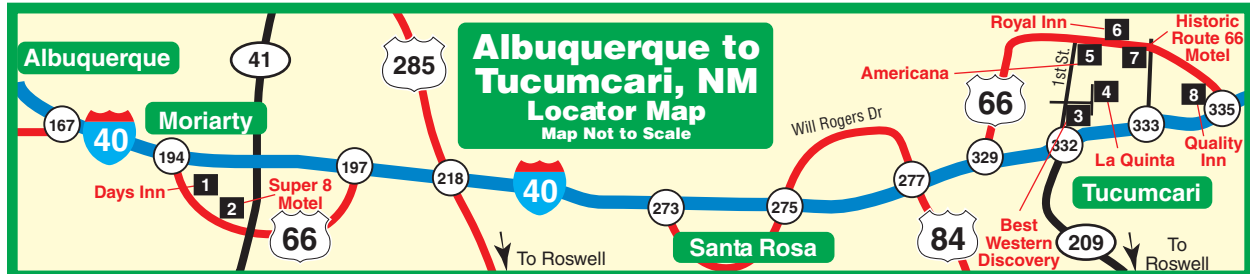 Albuquerque to
Tucumcari, NM
Locator Map
Map Not to Scale
Albuquerque
167
40
Moriarty
194
41
Days Inn
1
2
Super 8
Motel
66
197
285
218
To Roswell
40
273
Santa Rosa
275
Will Rogers Dr
277
84
329
66
Royal Inn
6
Historic
Route 66
Motel
Americana
5
7
1st St.
4
3
8
335
332
333
La Quinta
Quality
Inn
Tucumcari
Best
Western
Discovery
209
To
Roswell